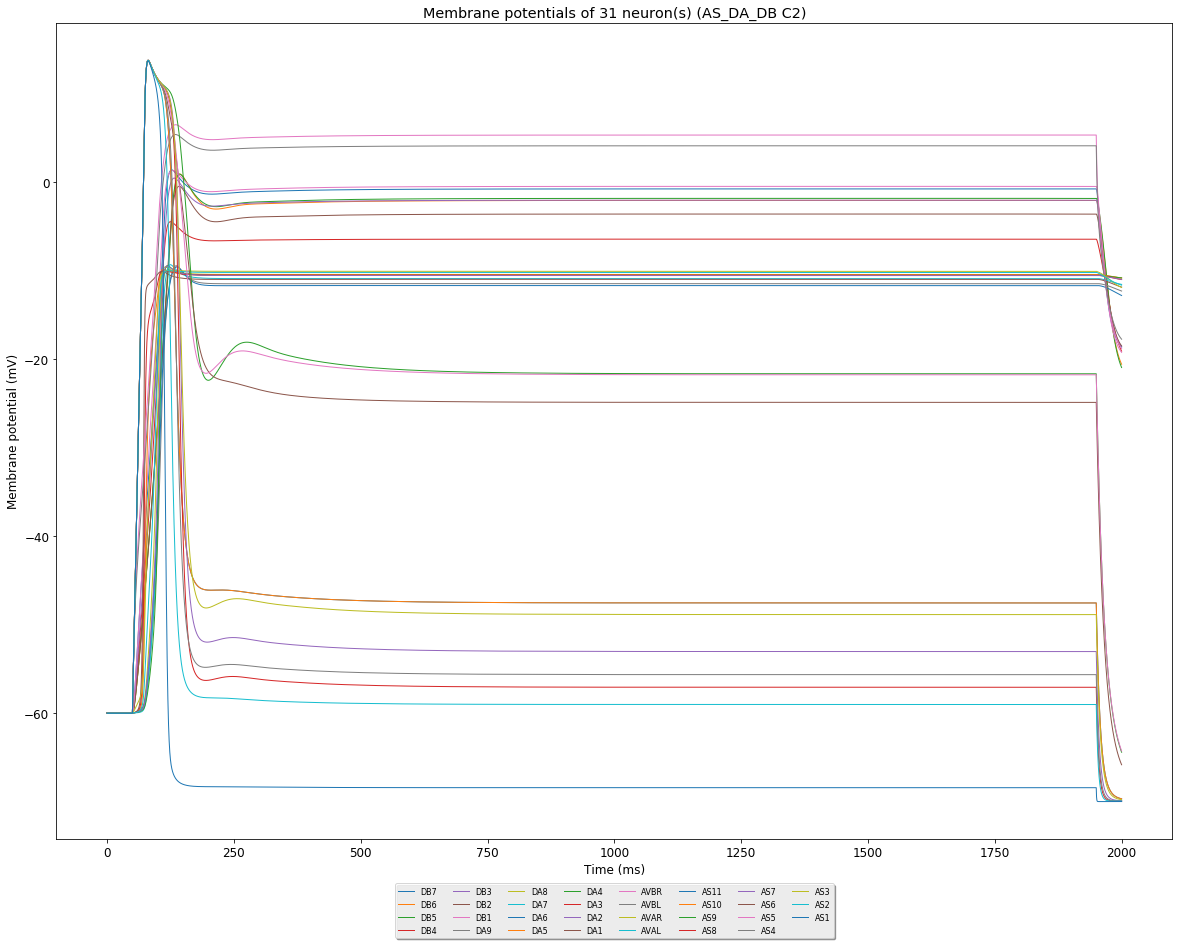 Membrane potentials of 31 neuron(s) (AS_DA_DB C2)
Membrane potential (mV)
0
−20
−40
−60
0 250 500 750 1000 1250 1500 1750 2000
Time (ms)
DB7 DB3 DA8 DA4 AVBR AS11 AS7 AS3
DB6 DB2 DA7 DA3 AVBL AS10 AS6 AS2
DB5 DB1 DA6 DA2 AVAR AS9 AS5 AS1
DB4 DA9 DA5 DA1 AVAL AS8 AS4